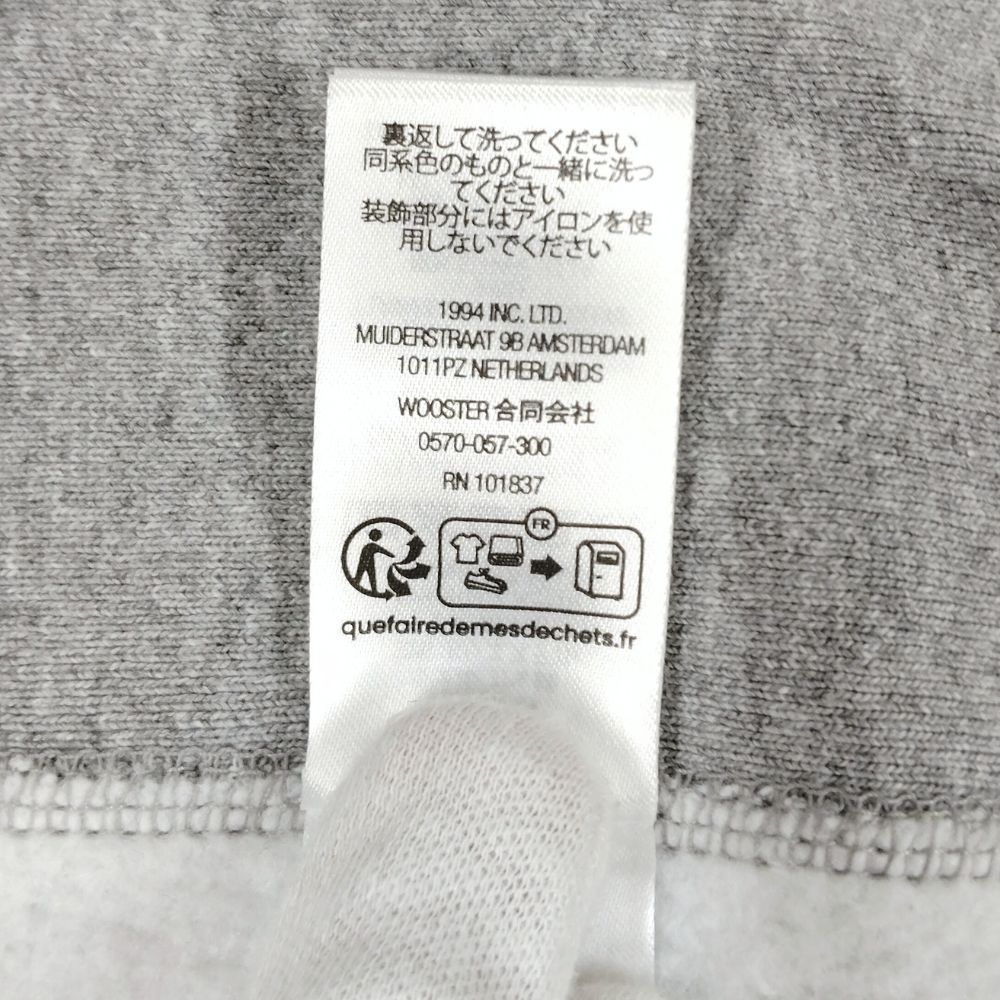 裏返して洗ってください
同系色のものと一緒に洗っ
てください
装飾部分にはアイロンを使
用しないでください
1994 INC. LTD.
MUIDERSTRAAT 9B AMSTERDAM
1011PZ NETHERLANDS
WOOSTER 合同会社
0570-057-300
RN 101837
FR
quefairedemesdechets.fr